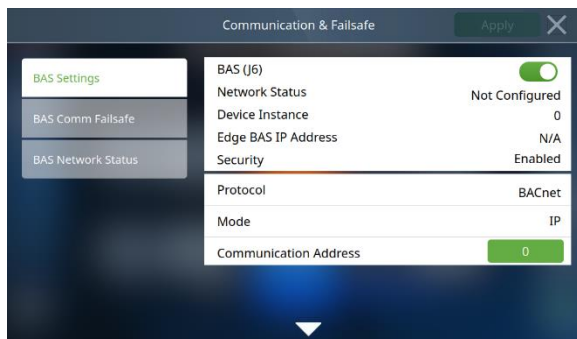 Communication & Failsafe
Apply
BAS Settings
BAS Comm Failsafe
BAS Network Status
BAS (J6)
Network Status Not Configured
Device Instance 0
Edge BAS IP Address N/A
Security Enabled
Protocol BACnet
Mode IP
Communication Address 0